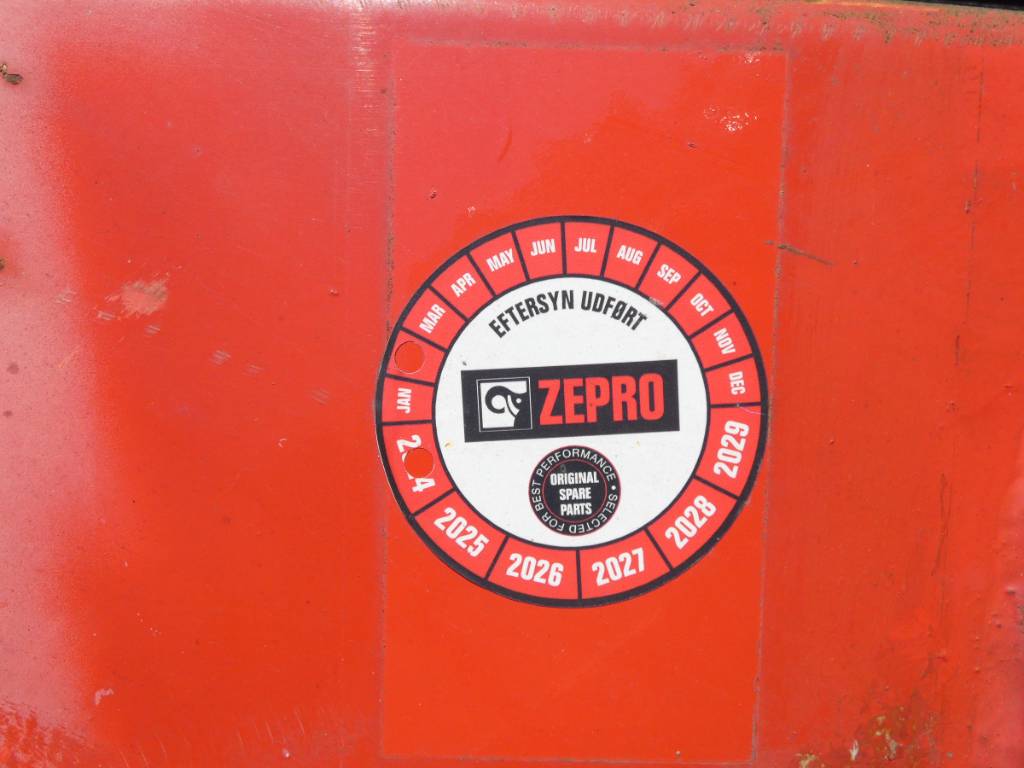 JAN
MAR
APR
MAY
JUN
JUL
AUG
SEP
OCT
NOV
DEC
EFTERSYN UDFØRT
ZEPRO
SELECTED FOR BEST PERFORMANCE •
ORIGINAL
SPARE
PARTS
2025
2026
2027
2028
2029